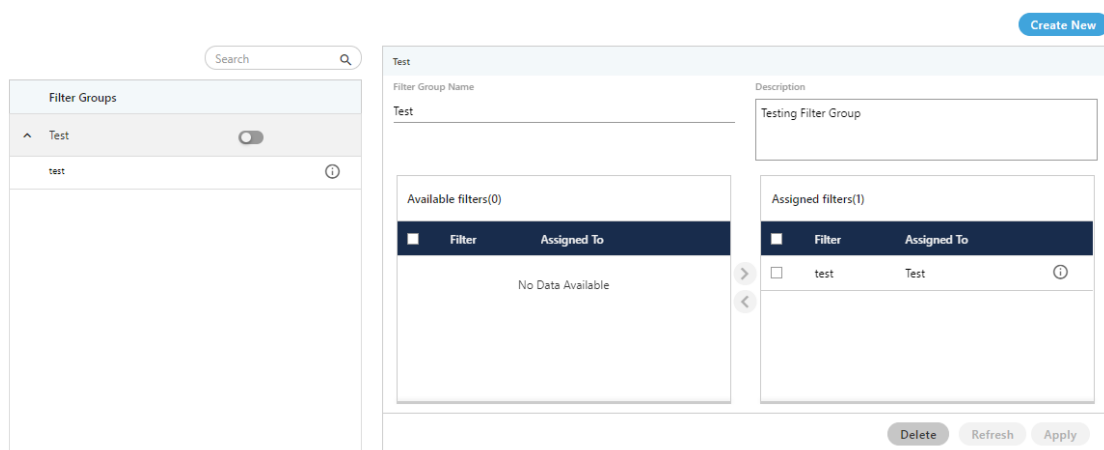 Create New
Search
Filter Groups
Test
test
Test
Filter Group Name
Test
Description
Testing Filter Group
Available filters(0)
Filter Assigned To
No Data Available
Assigned filters(1)
Filter Assigned To
test Test
Delete Refresh Apply